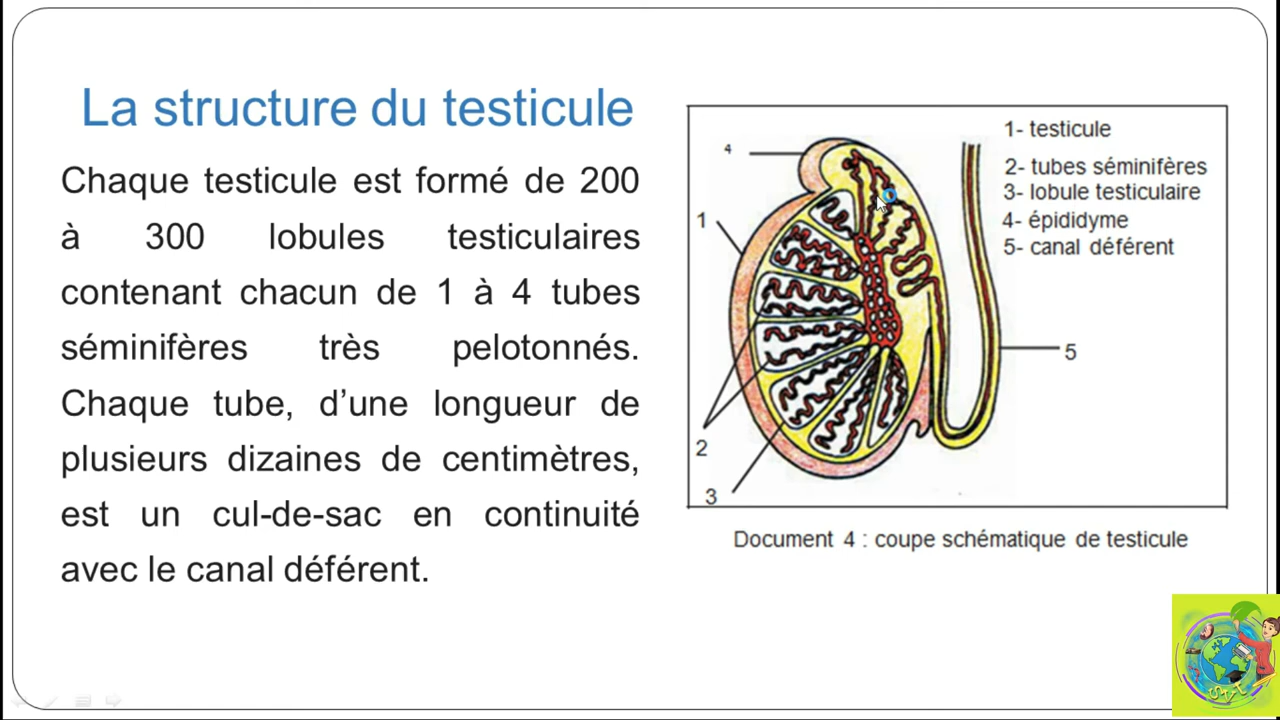 La structure du testicule
Chaque testicule est formé de 200
à 300 lobules testiculaires
contenant chacun de 1 à 4 tubes
séminifères très pelotonnés.
Chaque tube, d’une longueur de
plusieurs dizaines de centimètres,
est un cul-de-sac en continuité
avec le canal déférent.
1- testicule
2- tubes séminifères
3- lobule testiculaire
4- épididyme
5- canal déférent
4
1
5
2
3
Document 4 : coupe schématique de testicule
SVT